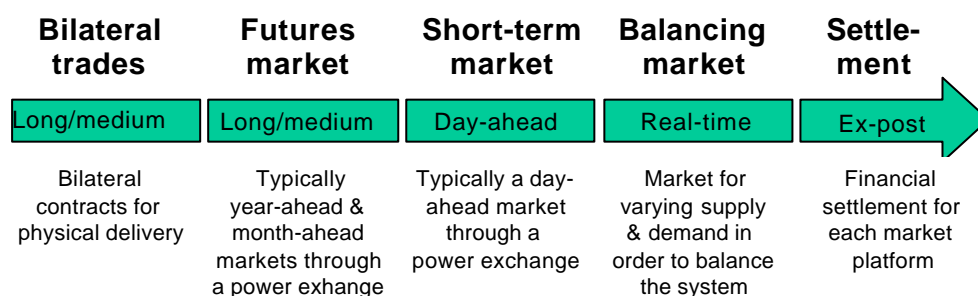 Bilateral
trades
Futures
market
Short-term
market
Balancing
market
Settle-
ment
Long/medium
Long/medium
Day-ahead
Real-time
Ex-post
Bilateral
contracts for
physical delivery
Typically
year-ahead &
month-ahead
markets through
a power exhange
Typically a day-
ahead market
through a
power exchange
Market for
varying supply
& demand in
order to balance
the system
Financial
settlement for
each market
platform